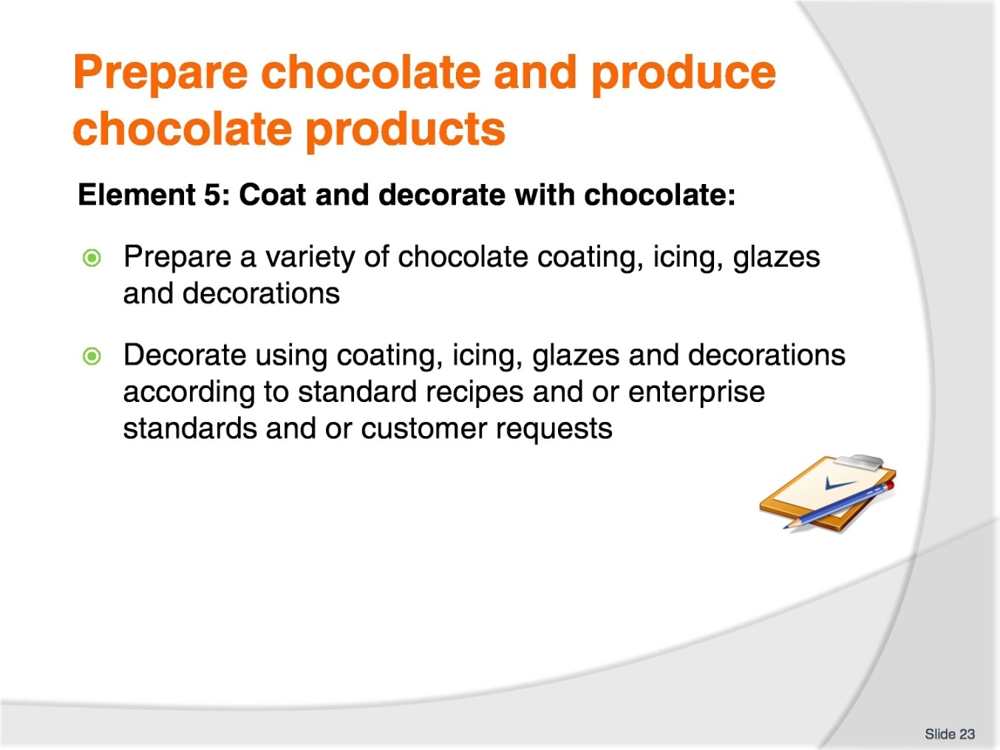 Prepare chocolate and produce
chocolate products
Element 5: Coat and decorate with chocolate:
Prepare a variety of chocolate coating, icing, glazes
and decorations
Decorate using coating, icing, glazes and decorations
according to standard recipes and or enterprise
standards and or customer requests
Slide 23